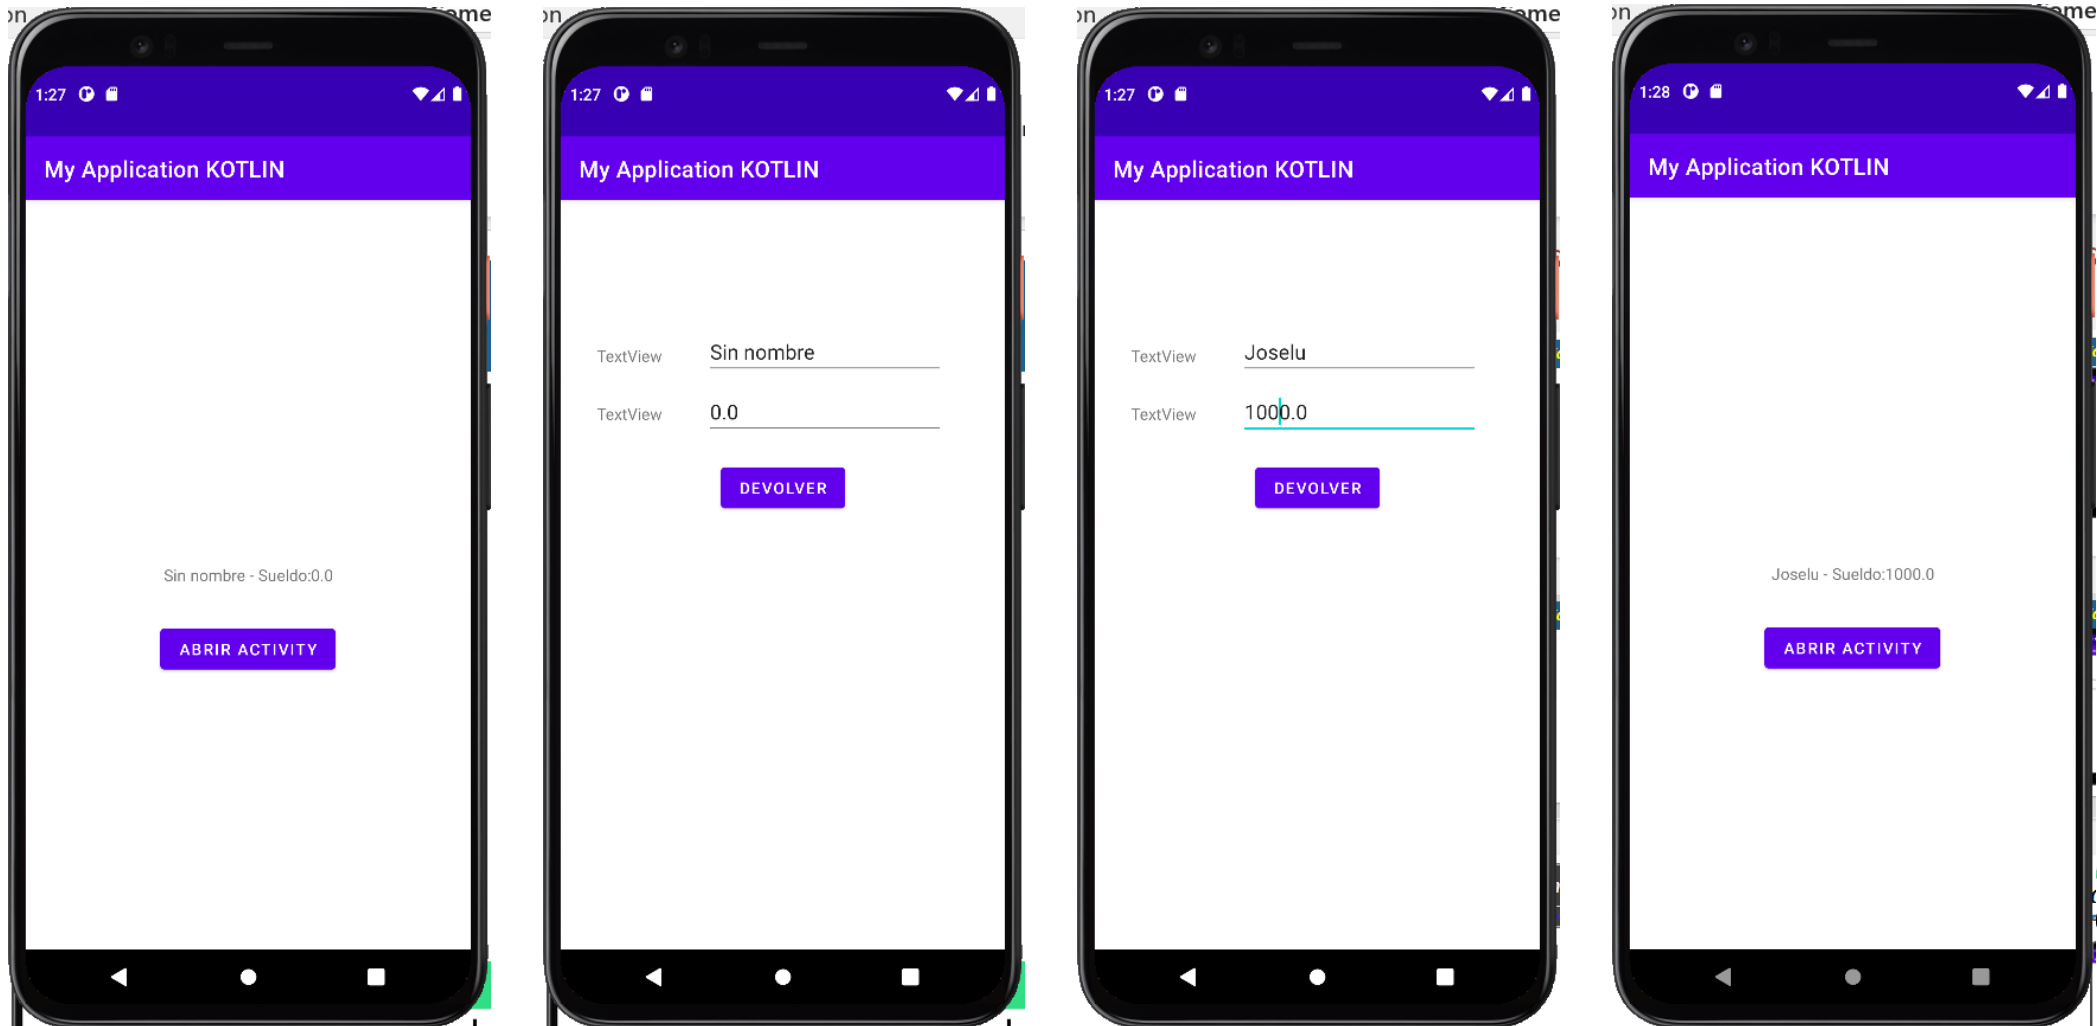 1:27
My Application KOTLIN
Sin nombre - Sueldo:0.0
ABRIR ACTIVITY
1:27
My Application KOTLIN
TextView Sin nombre
TextView 0.0
DEVOLVER
1:27
My Application KOTLIN
TextView Joselu
TextView 1000.0
DEVOLVER
1:28
My Application KOTLIN
Joselu - Sueldo:1000.0
ABRIR ACTIVITY